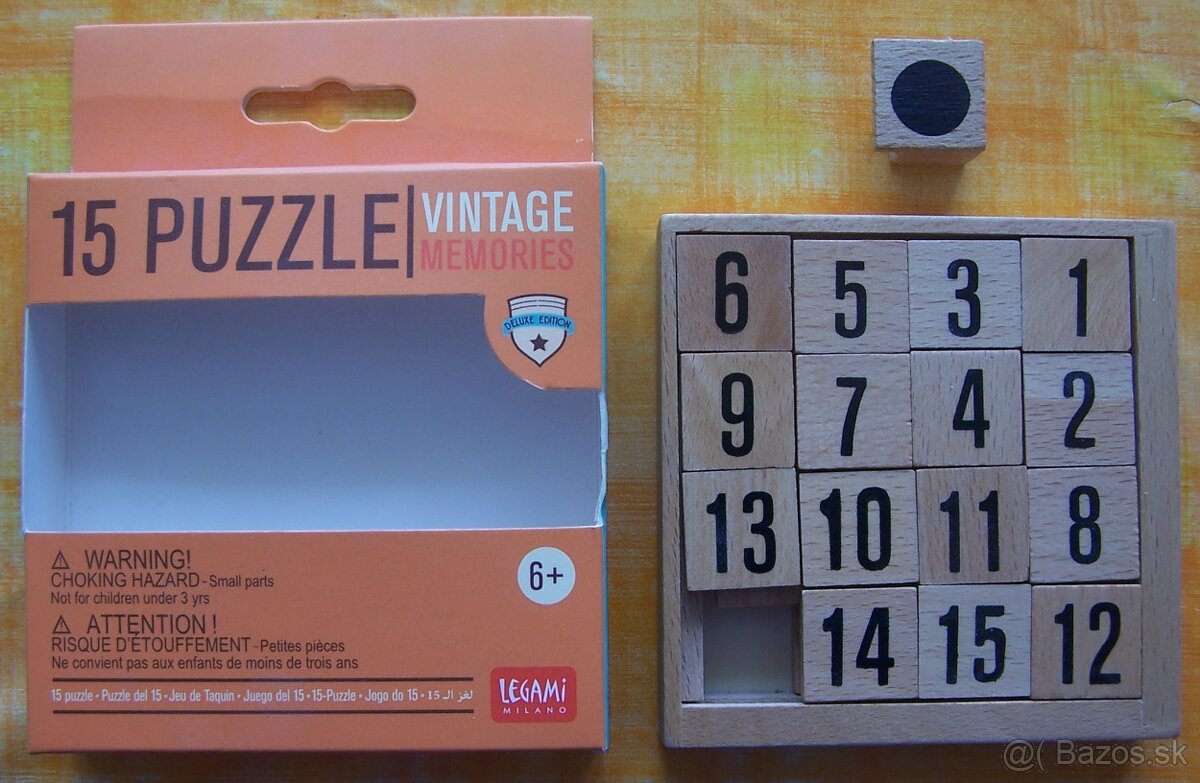 15 PUZZLE
VINTAGE
MEMORIES
DELUXE EDITION
⚠ WARNING!
CHOKING HAZARD - Small parts
Not for children under 3 yrs
6+
⚠ ATTENTION !
RISQUE D'ÉTOUFFEMENT - Petites pièces
Ne convient pas aux enfants de moins de trois ans
15 puzzle • Puzzle del 15 • Jeu de Taquin • Juego del 15 • 15-Puzzle • Jogo do 15 • لغز الـ 15
LEGAMI
MILANO
6 5 3 1
9 7 4 2
13 10 11 8
14 15 12
@( Bazos.sk